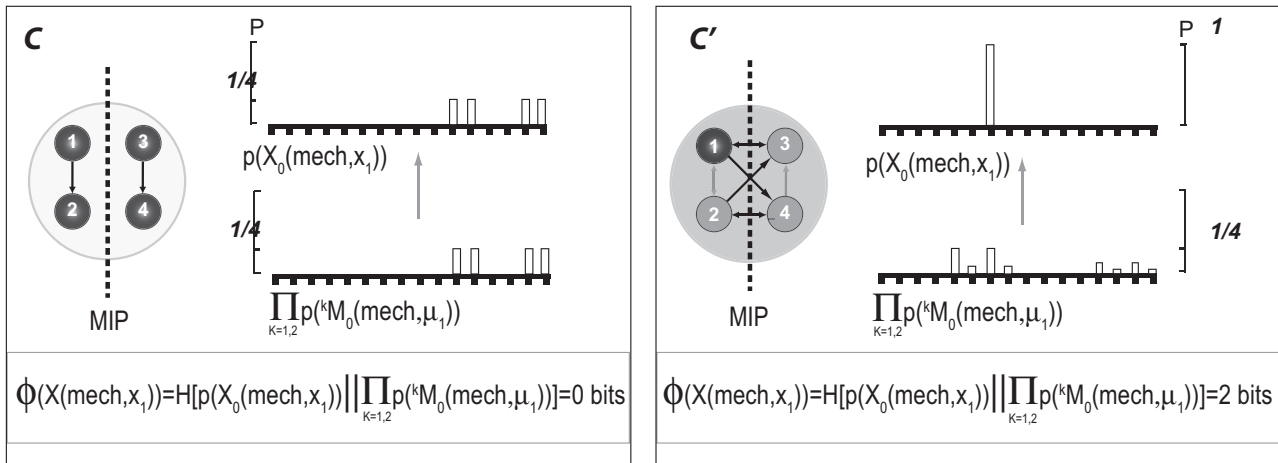 C
P
1/4
1 3
2 4
p(X₀(mech,x₁))
1/4
MIP
∏p(ᵏM₀(mech,μ₁))
K=1,2
ϕ(X(mech,x₁))=H[p(X₀(mech,x₁))||∏p(ᵏM₀(mech,μ₁))]=0 bits
K=1,2
C′
P 1
1 3
2 4
p(X₀(mech,x₁))
1/4
MIP
∏p(ᵏM₀(mech,μ₁))
K=1,2
ϕ(X(mech,x₁))=H[p(X₀(mech,x₁))||∏p(ᵏM₀(mech,μ₁))]=2 bits
K=1,2